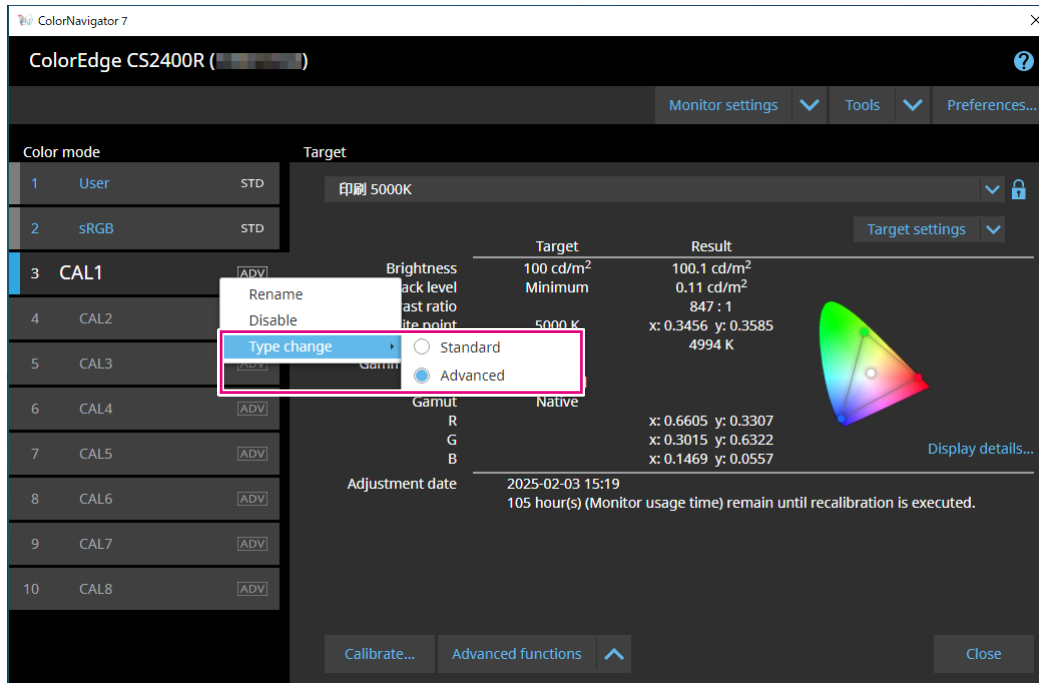 ColorNavigator 7
ColorEdge CS2400R ( )
Monitor settings Tools Preferences...
Color mode
Target
1 User STD
2 sRGB STD
3 CAL1 ADV
4 CAL2
5 CAL3 ADV
6 CAL4 ADV
7 CAL5 ADV
8 CAL6 ADV
9 CAL7 ADV
10 CAL8 ADV
Rename
Disable
Type change
Standard
Advanced
印刷 5000K
Target settings
Target Result
Brightness 100 cd/m² 100.1 cd/m²
ack level Minimum 0.11 cd/m²
ast ratio 847 : 1
ite point 5000 K x: 0.3456 y: 0.3585
4994 K
Gamut Native
R x: 0.6605 y: 0.3307
G x: 0.3015 y: 0.6322
B x: 0.1469 y: 0.0557
Display details...
Adjustment date 2025-02-03 15:19
105 hour(s) (Monitor usage time) remain until recalibration is executed.
Calibrate... Advanced functions Close